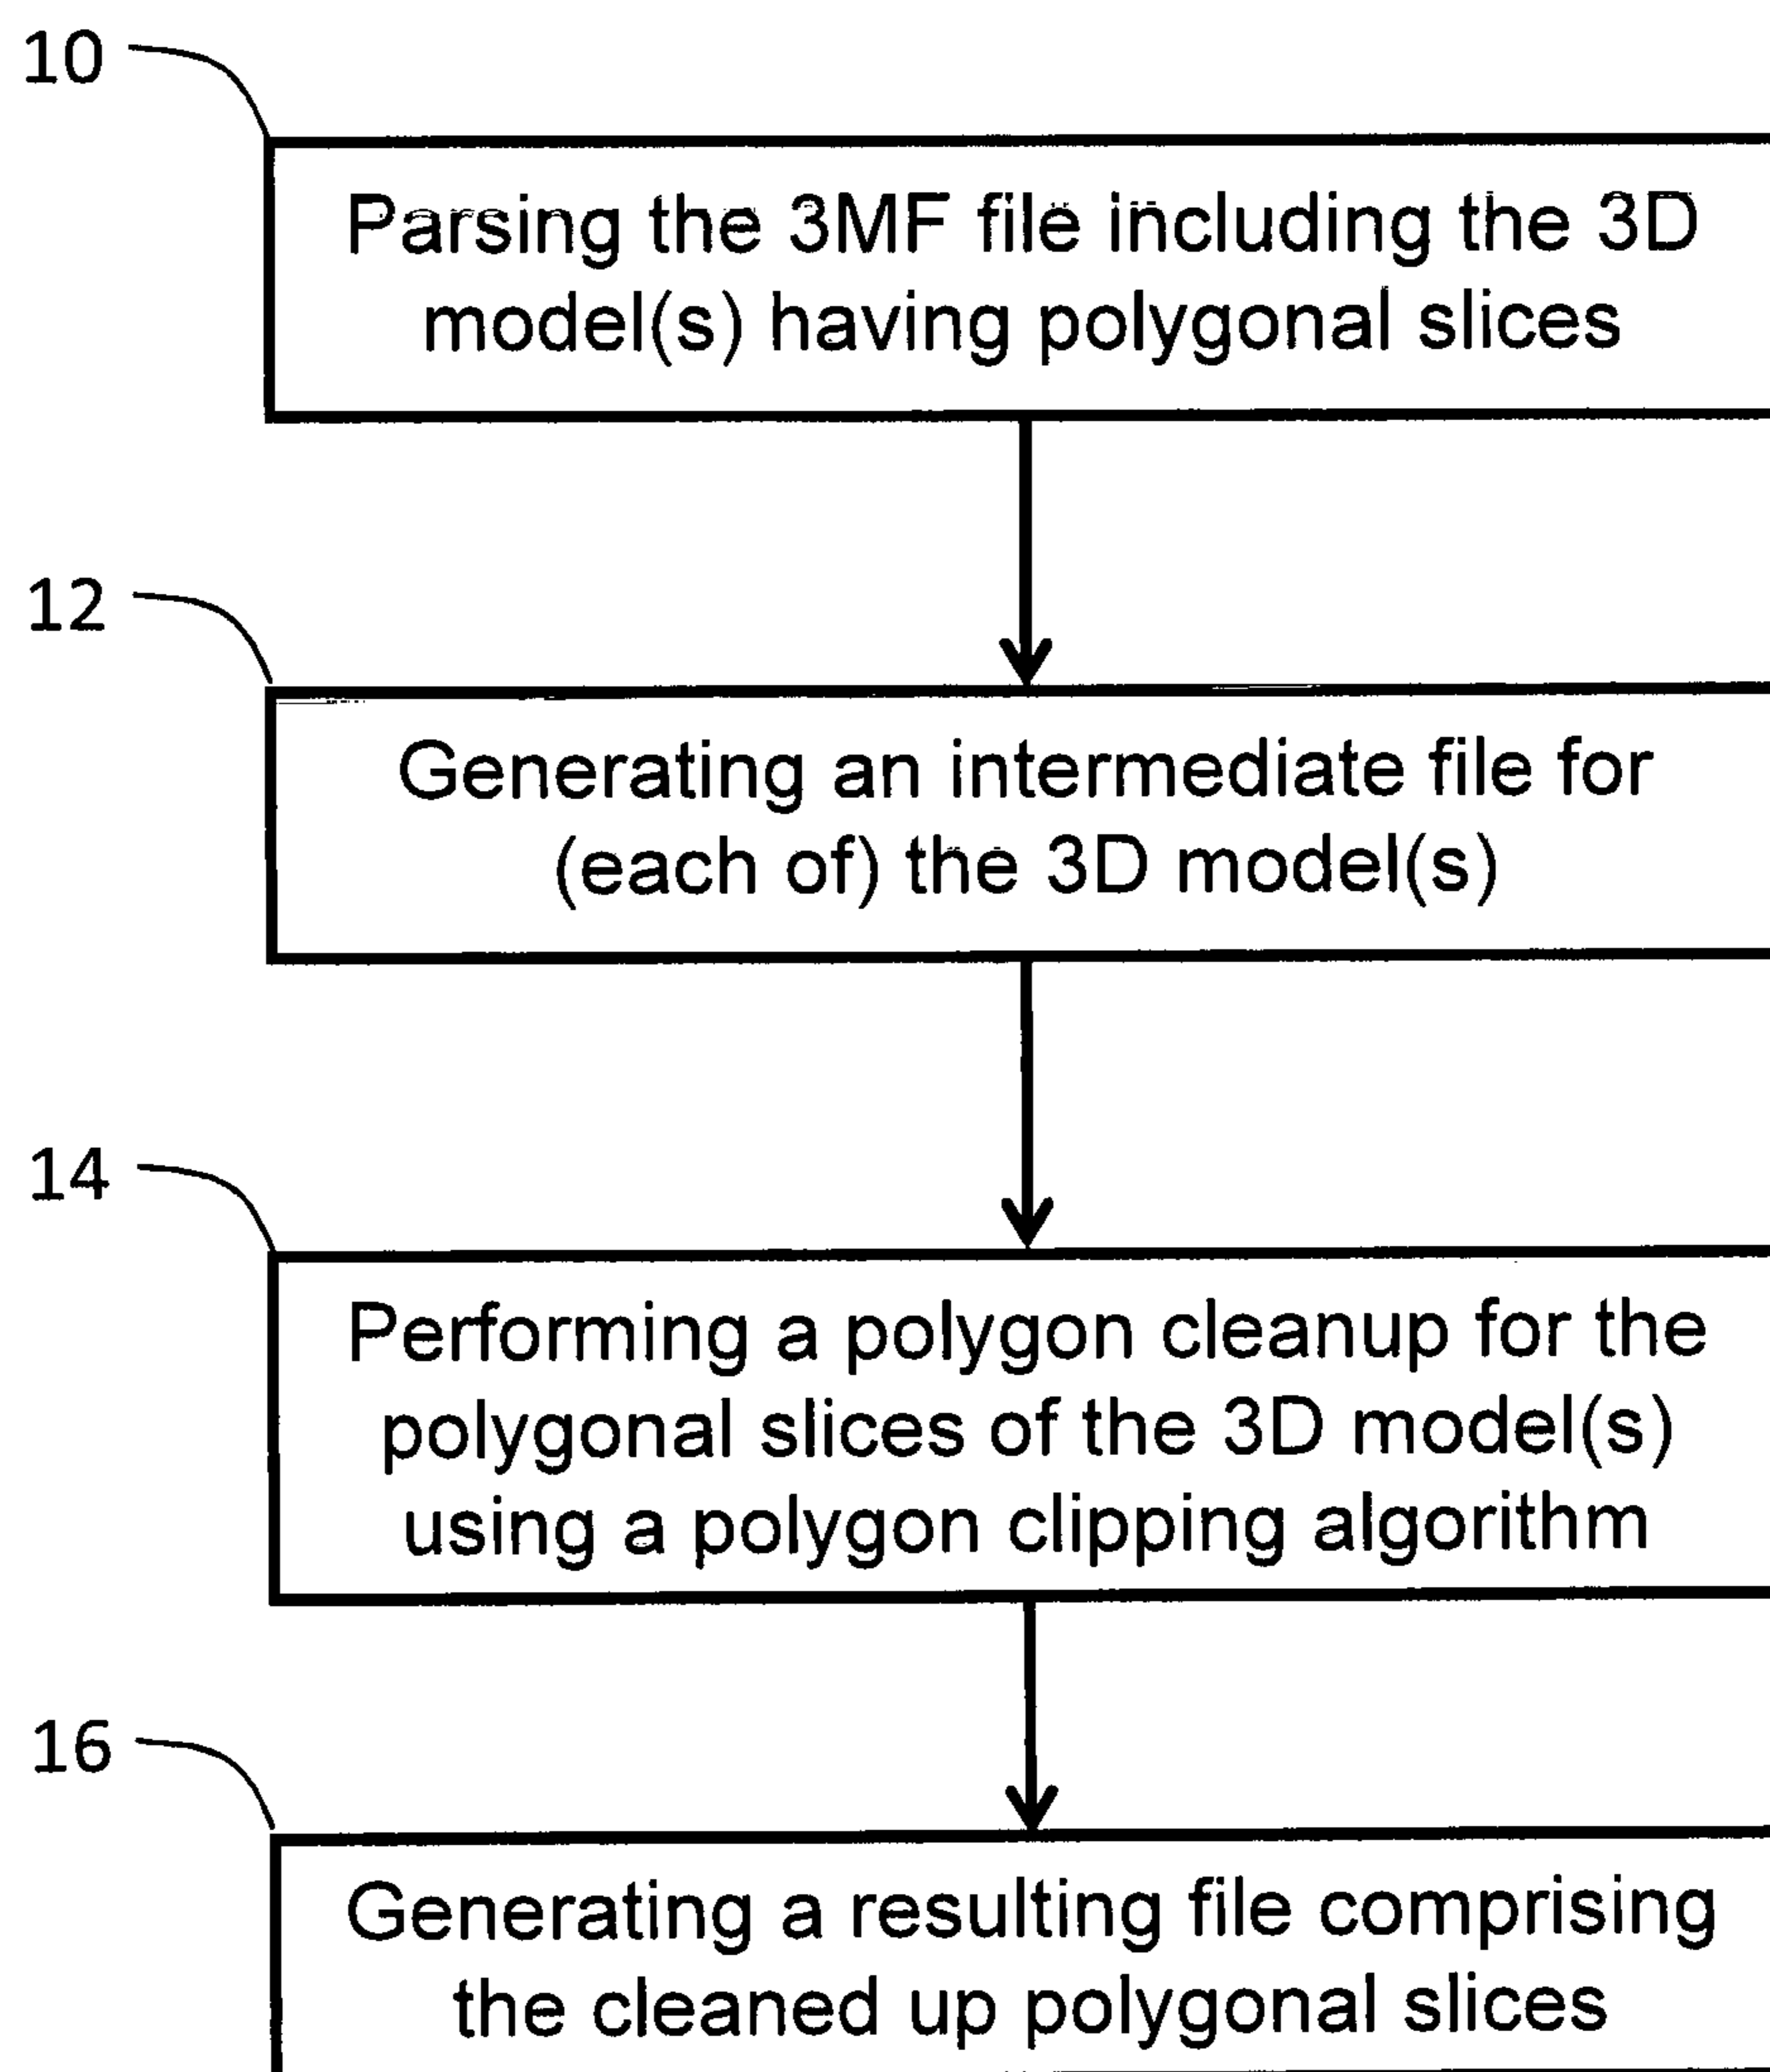 10
Parsing the 3MF file including the 3D
model(s) having polygonal slices
12
Generating an intermediate file for
(each of) the 3D model(s)
14
Performing a polygon cleanup for the
polygonal slices of the 3D model(s)
using a polygon clipping algorithm
16
Generating a resulting file comprising
the cleaned up polygonal slices